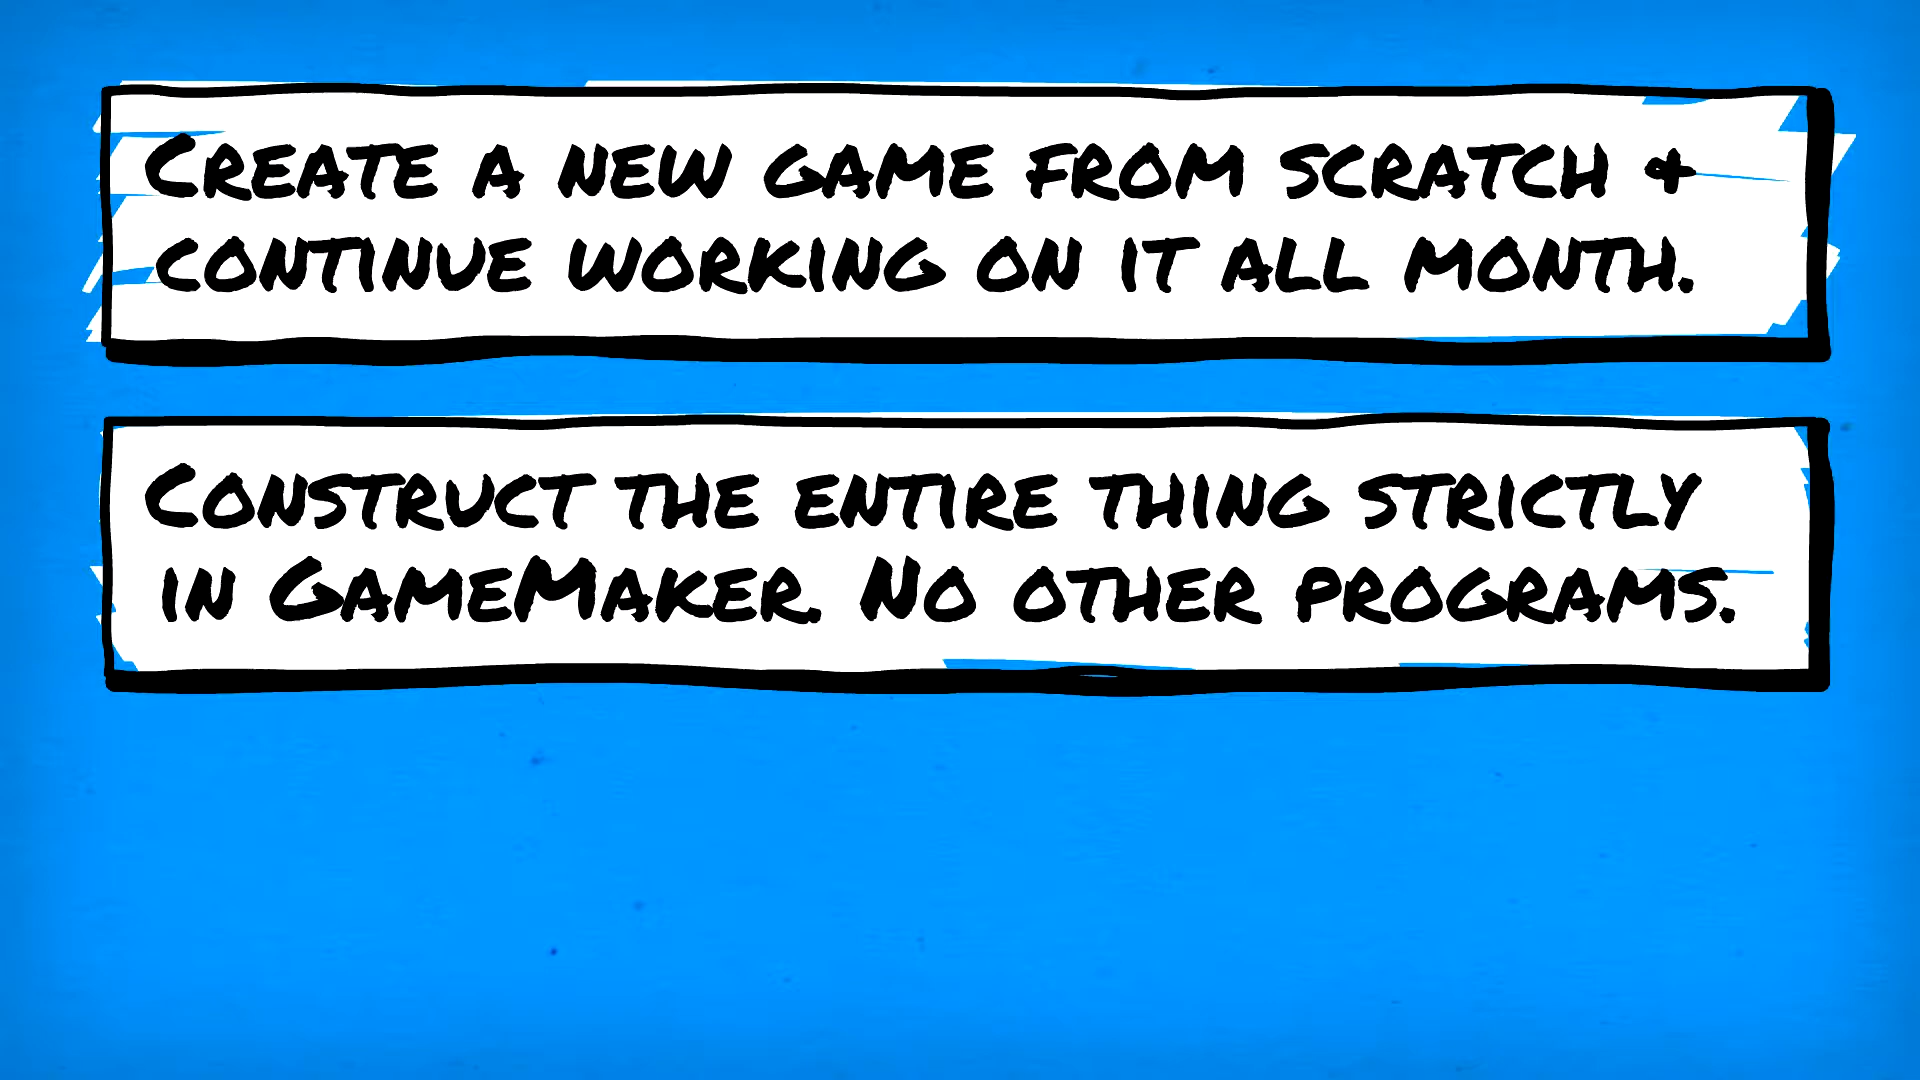 Create a new game from scratch &
continue working on it all month.
Construct the entire thing strictly
in GameMaker. No other programs.